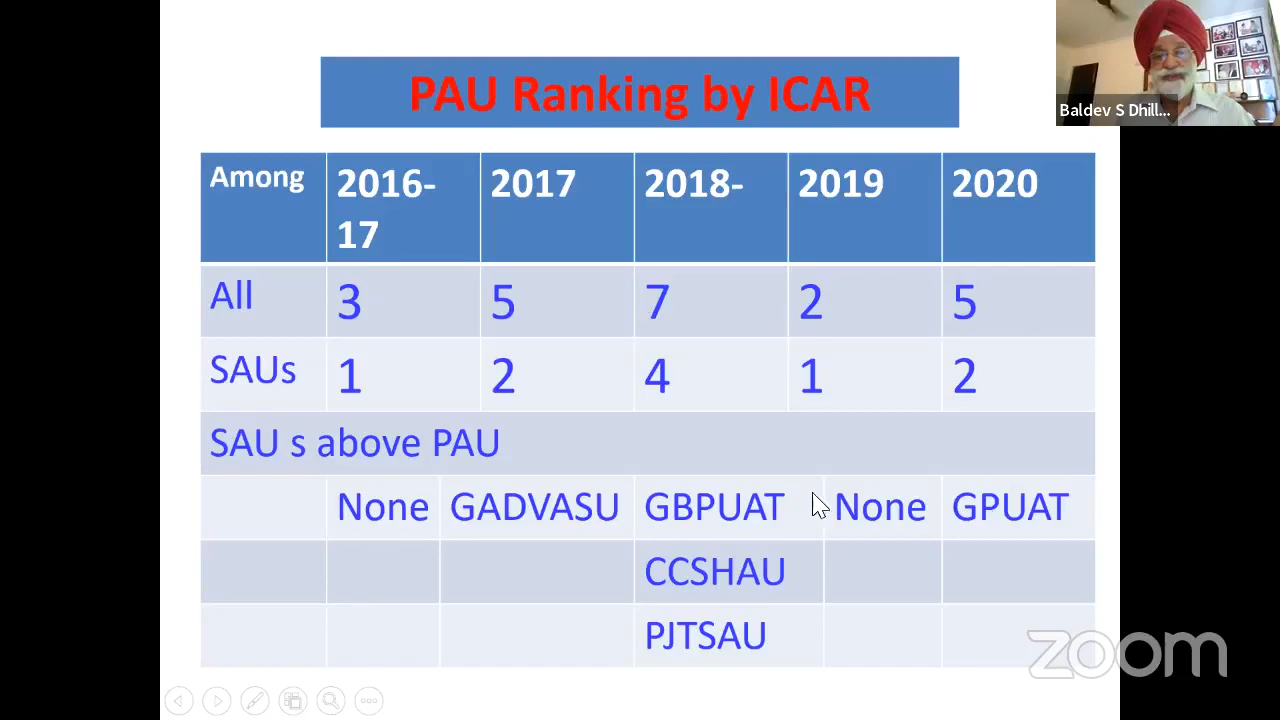 PAU Ranking by ICAR
Baldev S Dhill...
Among 2016-17 2017 2018- 2019 2020
All 3 5 7 2 5
SAUs 1 2 4 1 2
SAU s above PAU
None GADVASU GBPUAT None GPUAT
CCSHAU
PJTSAU
zoom